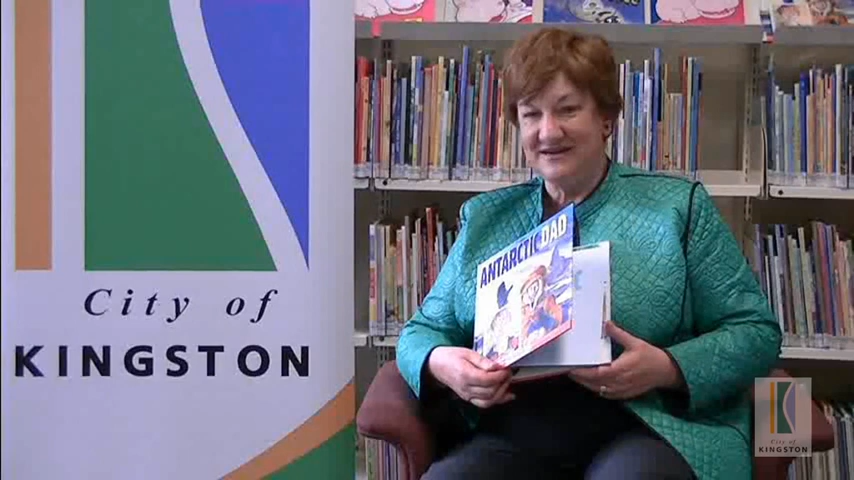 City of
KINGSTON
ANTARCTIC DAD
City of
KINGSTON